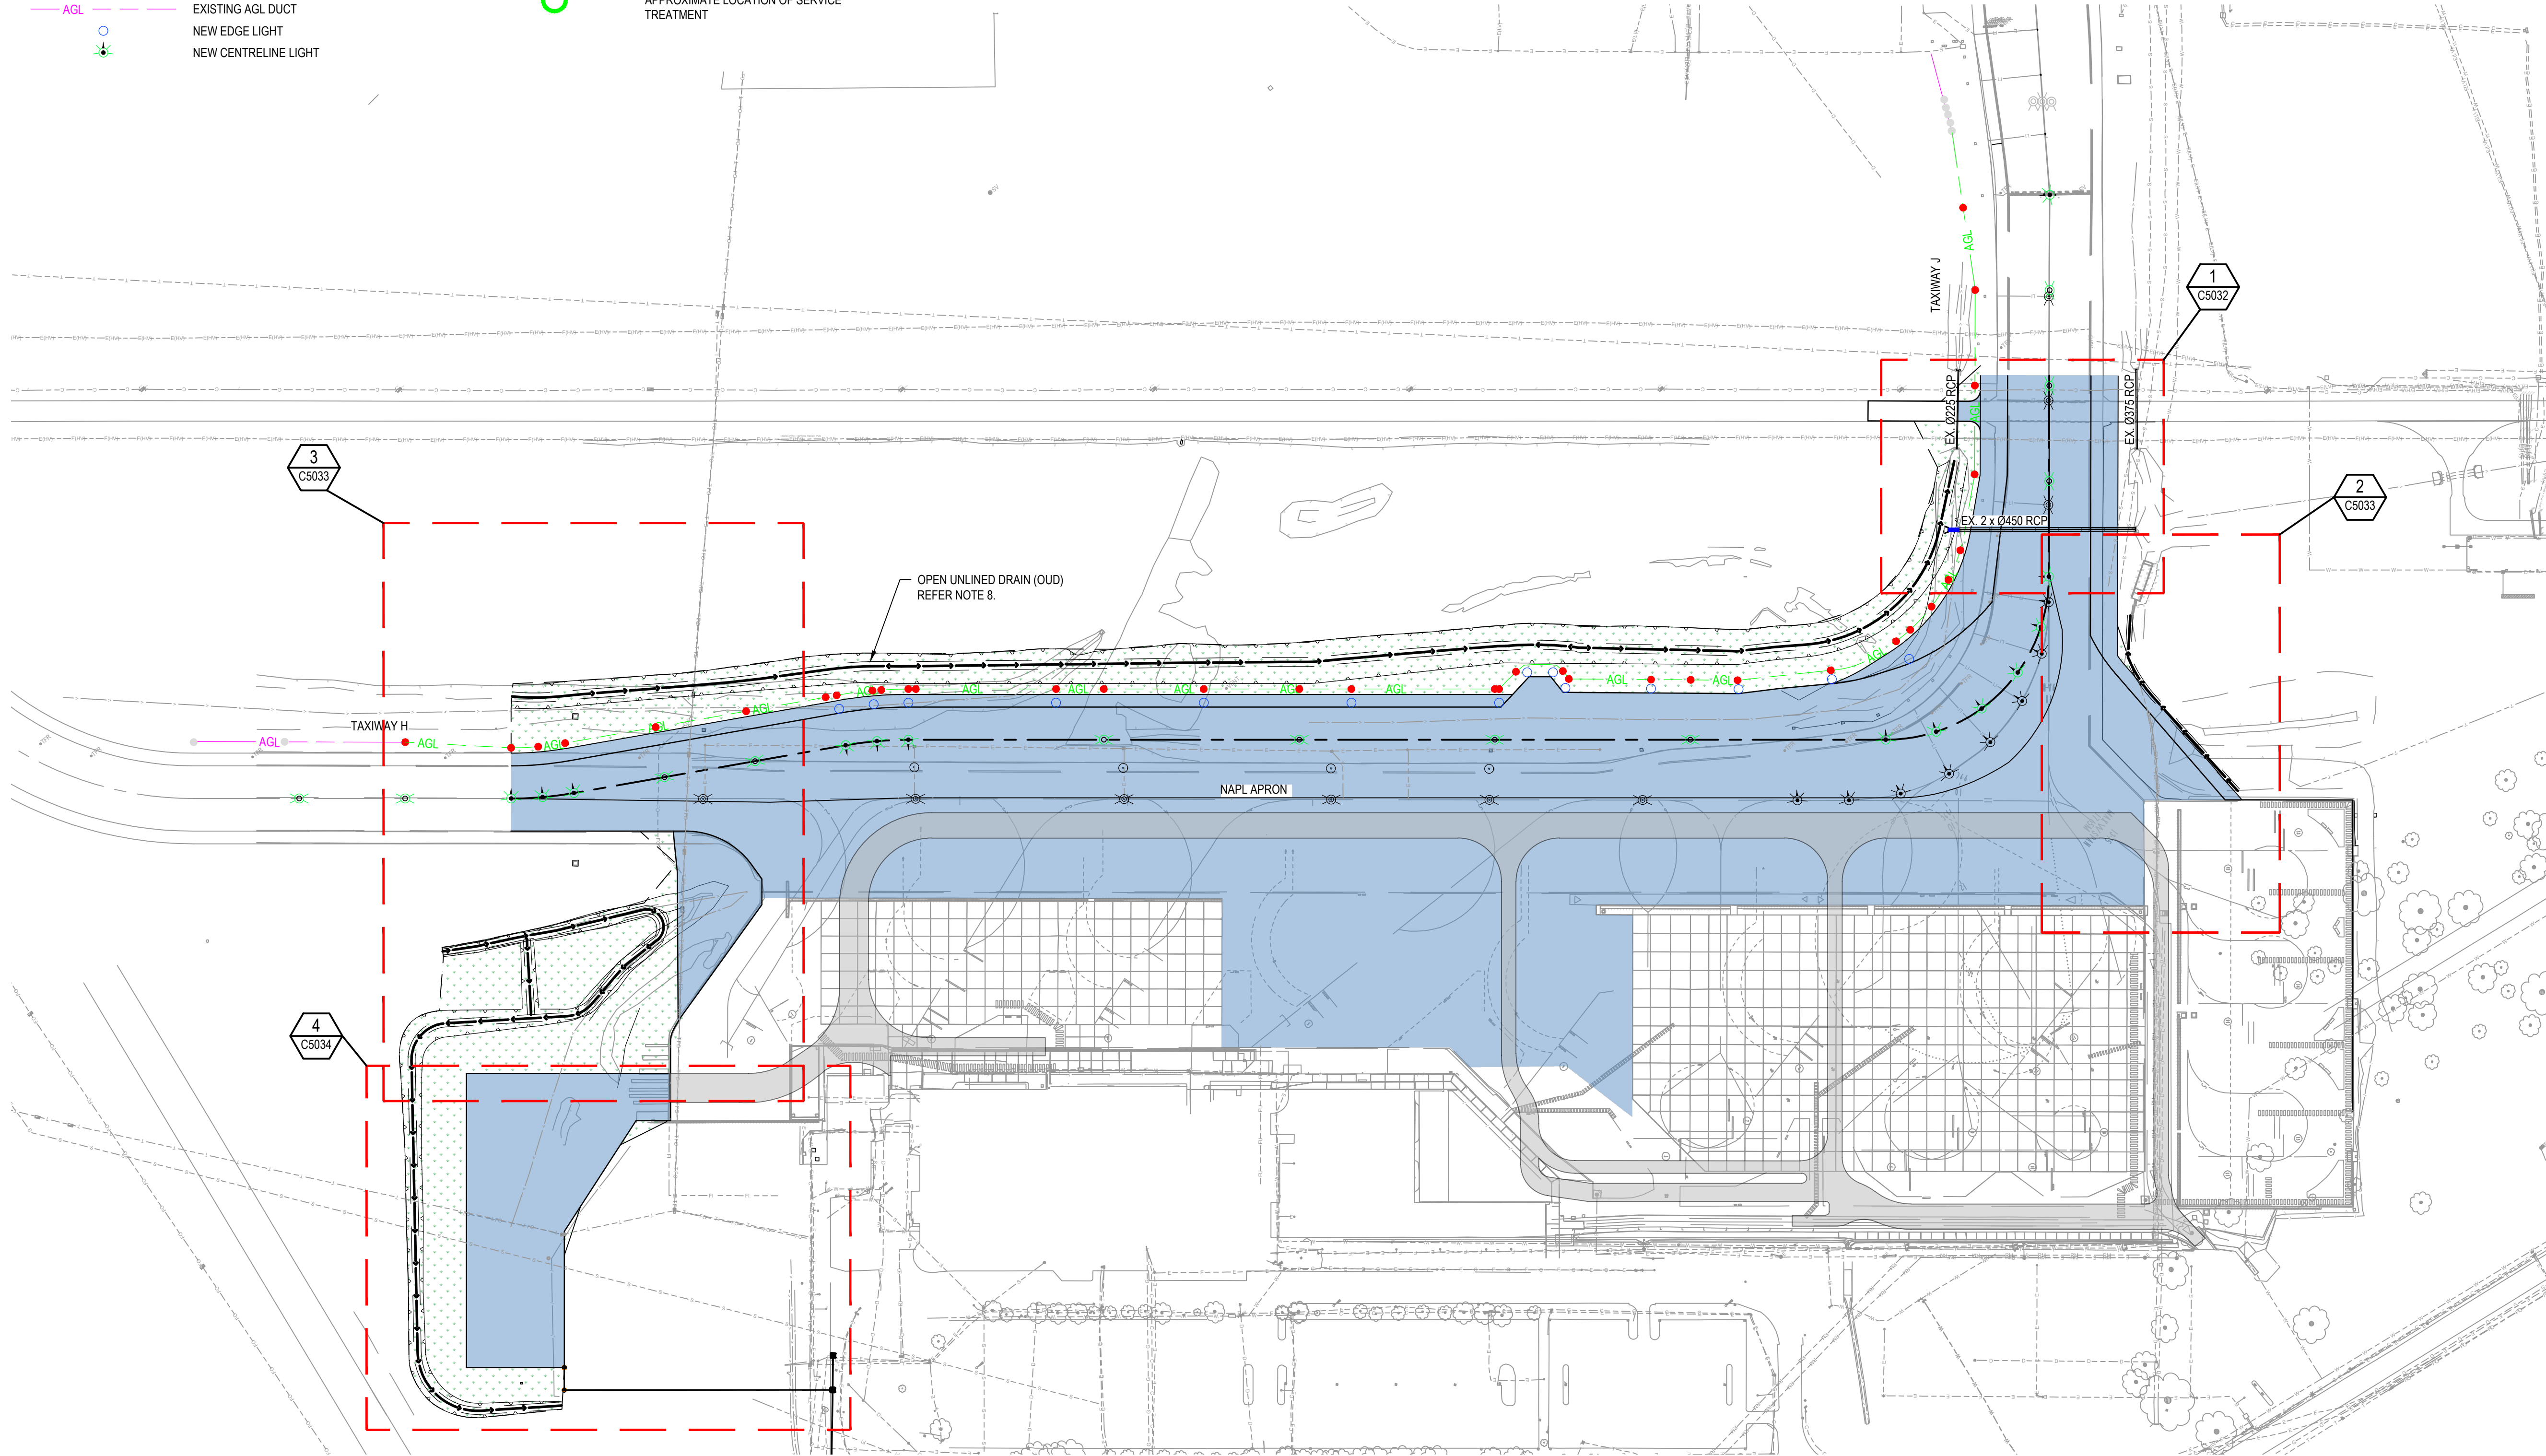 AGL
EXISTING AGL DUCT
NEW EDGE LIGHT
NEW CENTRELINE LIGHT
APPROXIMATE LOCATION OF SERVICE
TREATMENT
AGL
TAXIWAY J
1
C5032
EX. Ø225 RCP
AGL
EX. Ø375 RCP
3
C5033
2
C5033
EX. 2 x Ø450 RCP
OPEN UNLINED DRAIN (OUD)
REFER NOTE 8.
AGL
AGL
AGL
AGL
AGL
AGL
AGL
AGL
AGL
AGL
AGL
AGL
TAXIWAY H
AGL
AGL
AGL
NAPL APRON
4
C5034